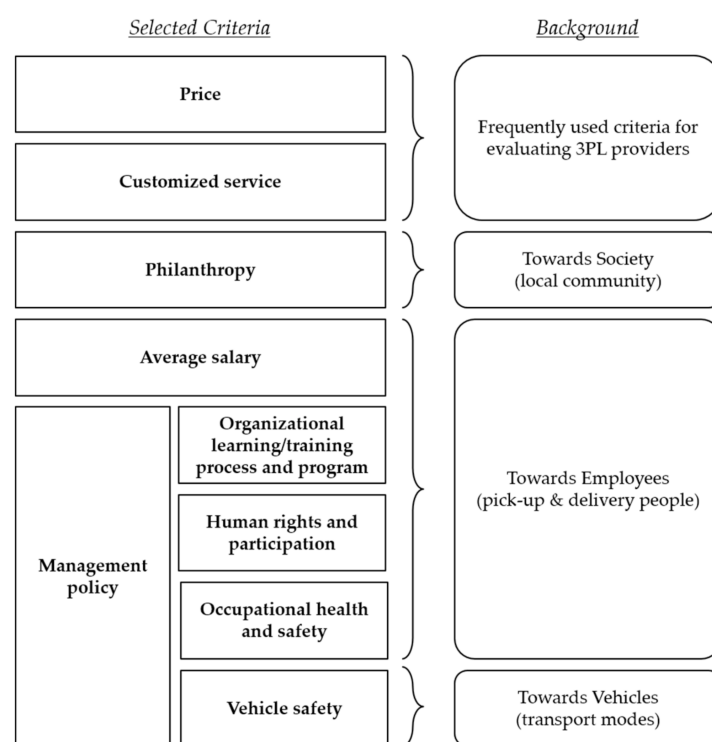 Selected Criteria
Background
Price
Customized service
Frequently used criteria for
evaluating 3PL providers
Philanthropy
Towards Society
(local community)
Average salary
Management
policy
Organizational
learning/training
process and program
Human rights and
participation
Occupational health
and safety
Towards Employees
(pick-up & delivery people)
Vehicle safety
Towards Vehicles
(transport modes)